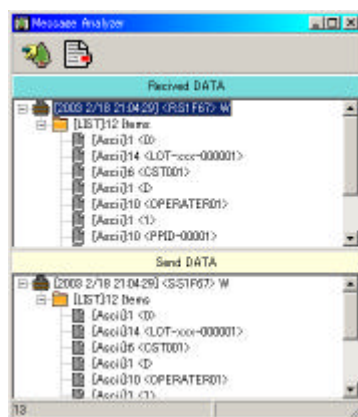 Message Analyzer
Recived DATA
[2003 2/18 21:04:29] <RS1F67> W
[LIST]12 Items
[Ascii]1 <0>
[Ascii]14 <LOT-xxx-000001>
[Ascii]6 <CST001>
[Ascii]1 <I>
[Ascii]10 <OPERATER01>
[Ascii]1 <1>
[Ascii]10 <PPID-00001>
Send DATA
[2003 2/18 21:04:29] <SS1F67> W
[LIST]12 Items
[Ascii]1 <0>
[Ascii]14 <LOT-xxx-000001>
[Ascii]6 <CST001>
[Ascii]1 <I>
[Ascii]10 <OPERATER01>
[Ascii]1 <1>
13